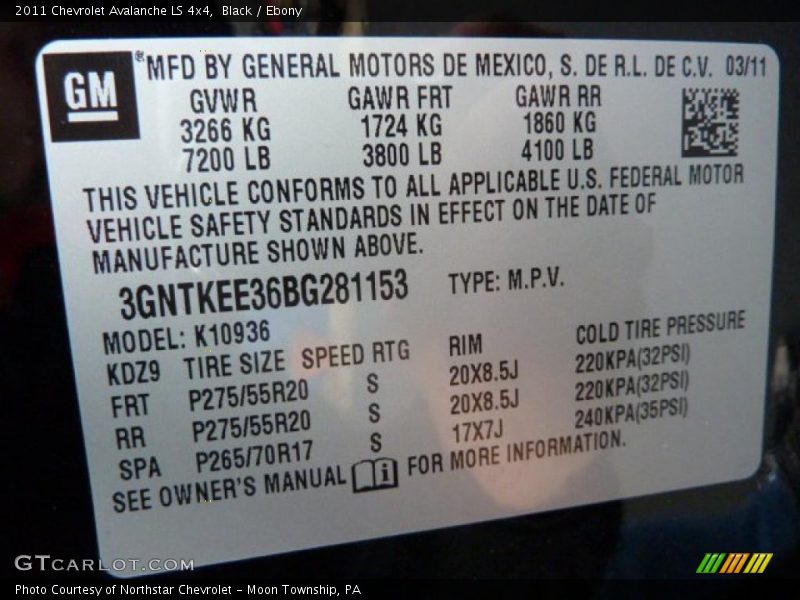 2011 Chevrolet Avalanche LS 4x4, Black / Ebony
GM ® MFD BY GENERAL MOTORS DE MEXICO, S. DE R.L. DE C.V. 03/11
GVWR GAWR FRT GAWR RR
3266 KG 1724 KG 1860 KG
7200 LB 3800 LB 4100 LB
THIS VEHICLE CONFORMS TO ALL APPLICABLE U.S. FEDERAL MOTOR
VEHICLE SAFETY STANDARDS IN EFFECT ON THE DATE OF
MANUFACTURE SHOWN ABOVE.
3GNTKEE36BG281153 TYPE: M.P.V.
MODEL: K10936
KDZ9 TIRE SIZE SPEED RTG RIM COLD TIRE PRESSURE
FRT P275/55R20 S 20X8.5J 220KPA(32PSI)
RR P275/55R20 S 20X8.5J 220KPA(32PSI)
SPA P265/70R17 S 17X7J 240KPA(35PSI)
SEE OWNER'S MANUAL i FOR MORE INFORMATION.
GTCARLOT.COM
Photo Courtesy of Northstar Chevrolet - Moon Township, PA